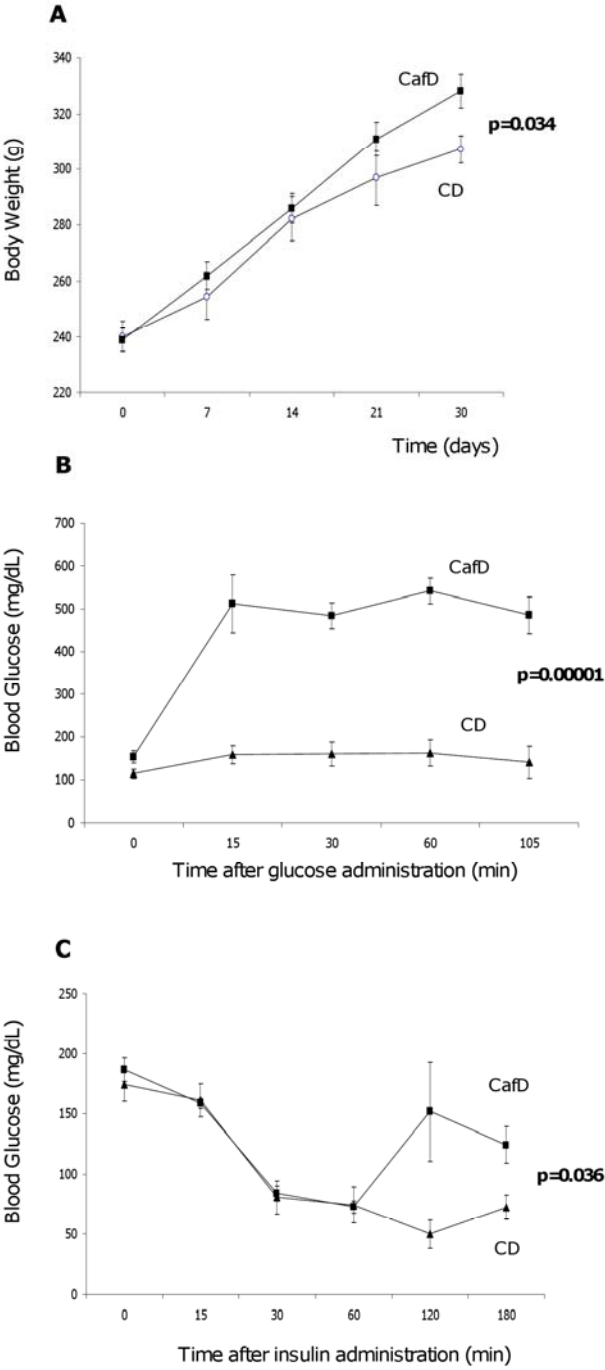 A
Body Weight (g)
340
320
300
280
260
240
220
CafD
p=0.034
CD
0 7 14 21 30
Time (days)
B
Blood Glucose (mg/dL)
700
600
500
400
300
200
100
0
CafD
p=0.00001
CD
0 15 30 60 105
Time after glucose administration (min)
C
Blood Glucose (mg/dL)
250
200
150
100
50
0
CafD
p=0.036
CD
0 15 30 60 120 180
Time after insulin administration (min)